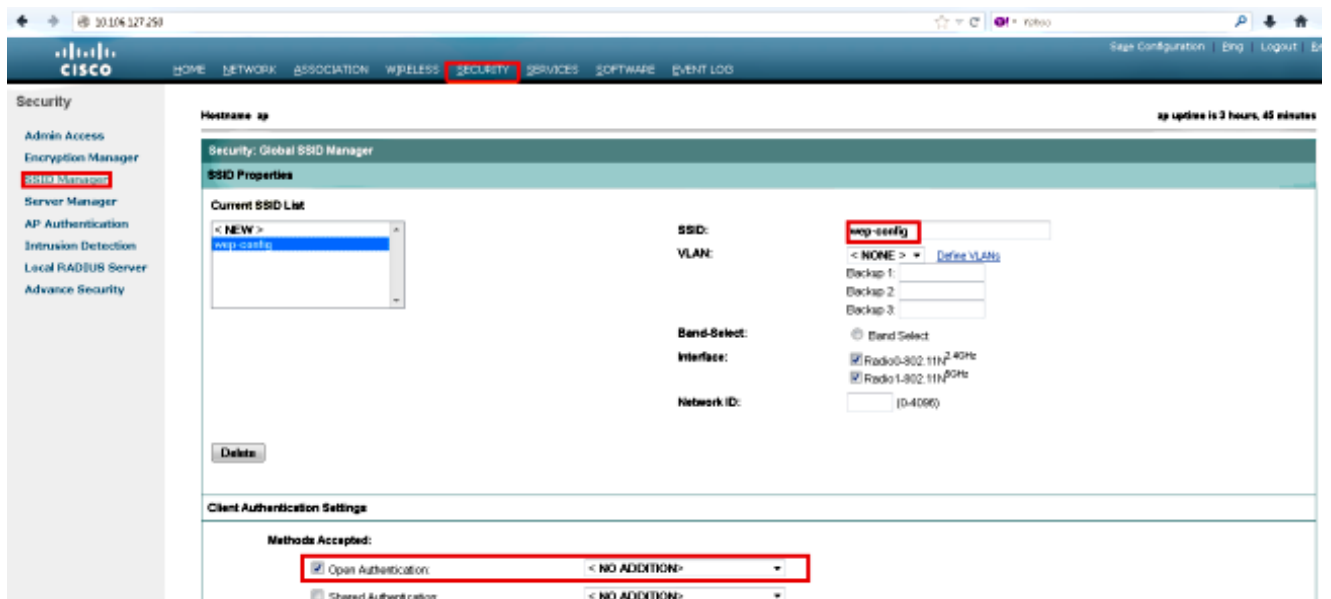 10.106.127.250
Save Configuration | Ping | Logout |
CISCO
HOME NETWORK ASSOCIATION WIRELESS SECURITY SERVICES SOFTWARE EVENT LOG
Security
Admin Access
Encryption Manager
SSID Manager
Server Manager
AP Authentication
Intrusion Detection
Local RADIUS Server
Advance Security
Hostname ap
ap uptime is 3 hours, 45 minutes
Security: Global SSID Manager
SSID Properties
Current SSID List
< NEW >
wep-config
SSID: wep-config
VLAN: < NONE > Define VLANs
Backup 1:
Backup 2:
Backup 3:
Band-Select: Band Select
Interface: Radio0-802.11N 2.4GHz
Radio1-802.11N 5GHz
Network ID: (0-4096)
Delete
Client Authentication Settings
Methods Accepted:
Open Authentication: < NO ADDITION>
Shared Authentication: < NO ADDITION>